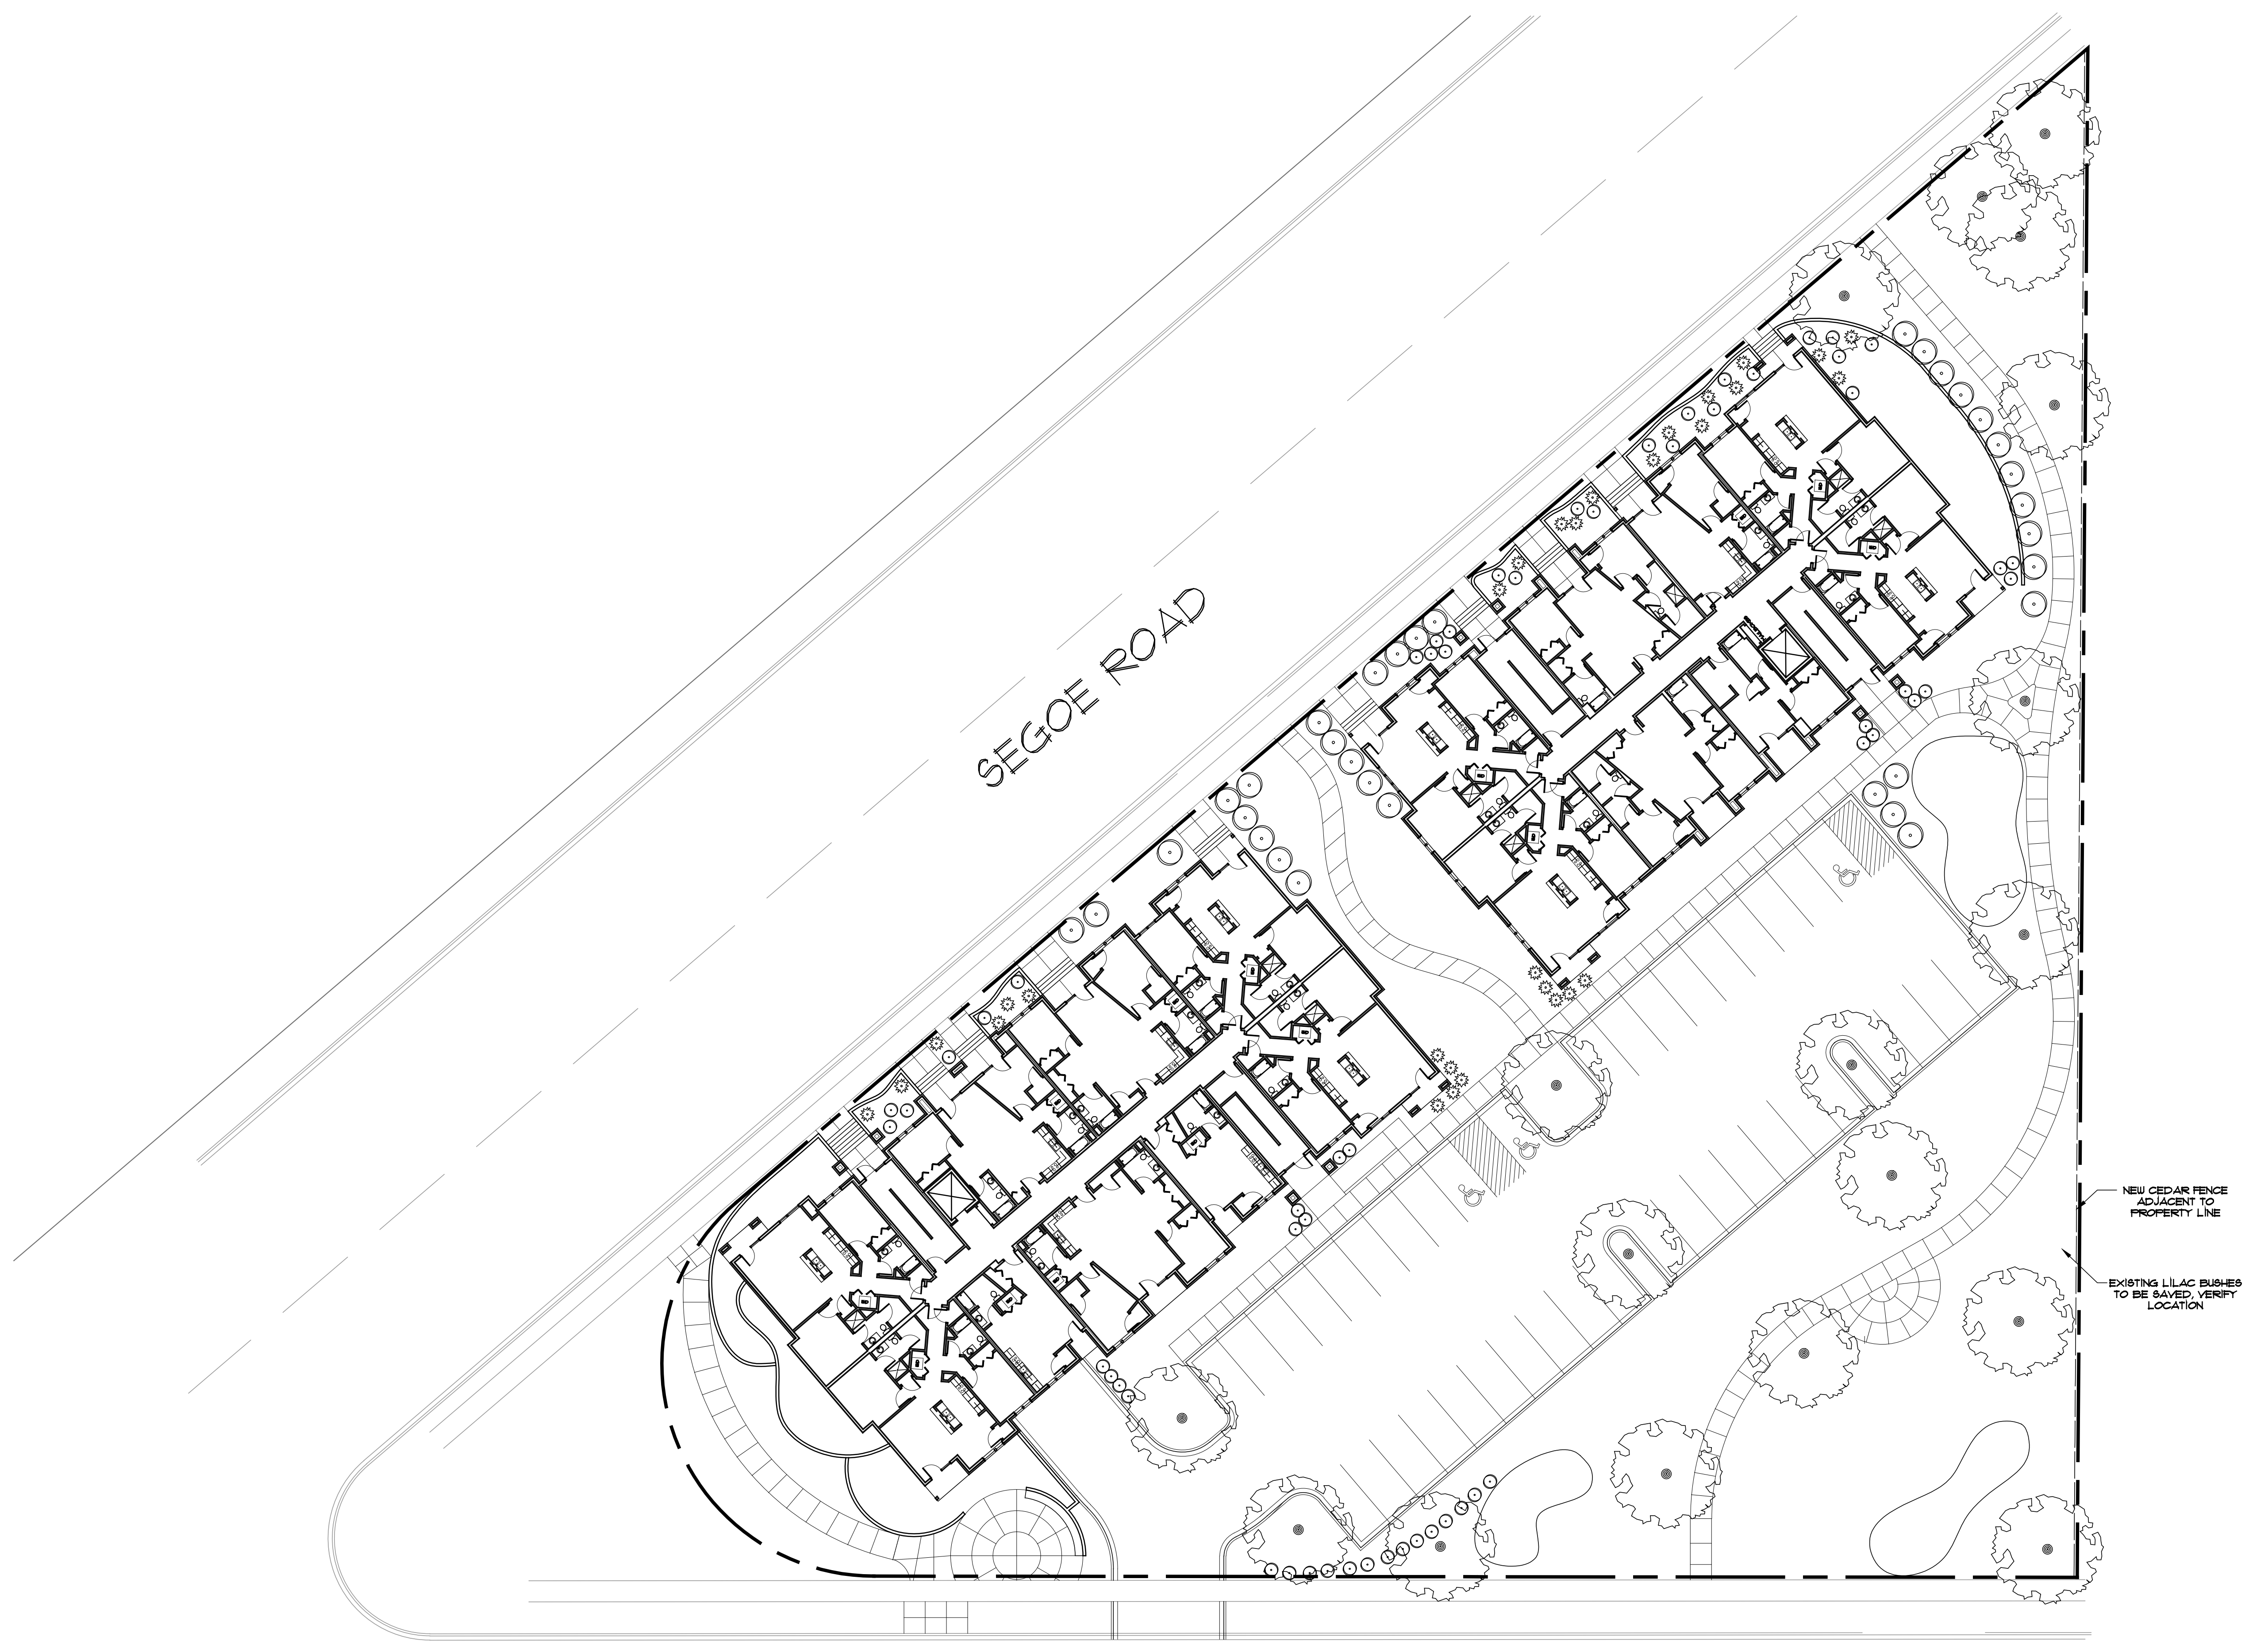 SEGOE ROAD
NEW CEDAR FENCE
ADJACENT TO
PROPERTY LINE
EXISTING LILAC BUSHES
TO BE SAVED, VERIFY
LOCATION